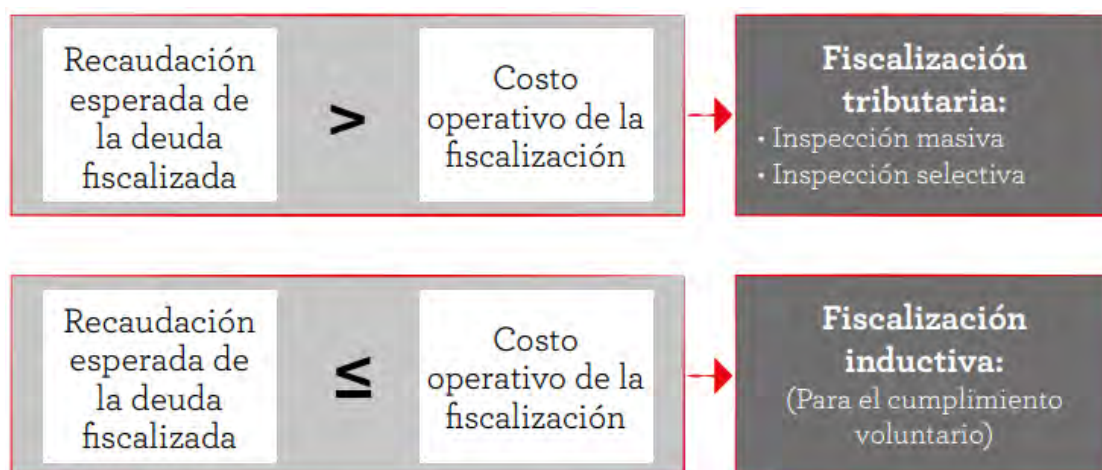 Recaudación
esperada de
la deuda
fiscalizada
>
Costo
operativo de la
fiscalización
Fiscalización
tributaria:
• Inspección masiva
• Inspección selectiva
Recaudación
esperada de
la deuda
fiscalizada
≤
Costo
operativo de la
fiscalización
Fiscalización
inductiva:
(Para el cumplimiento
voluntario)